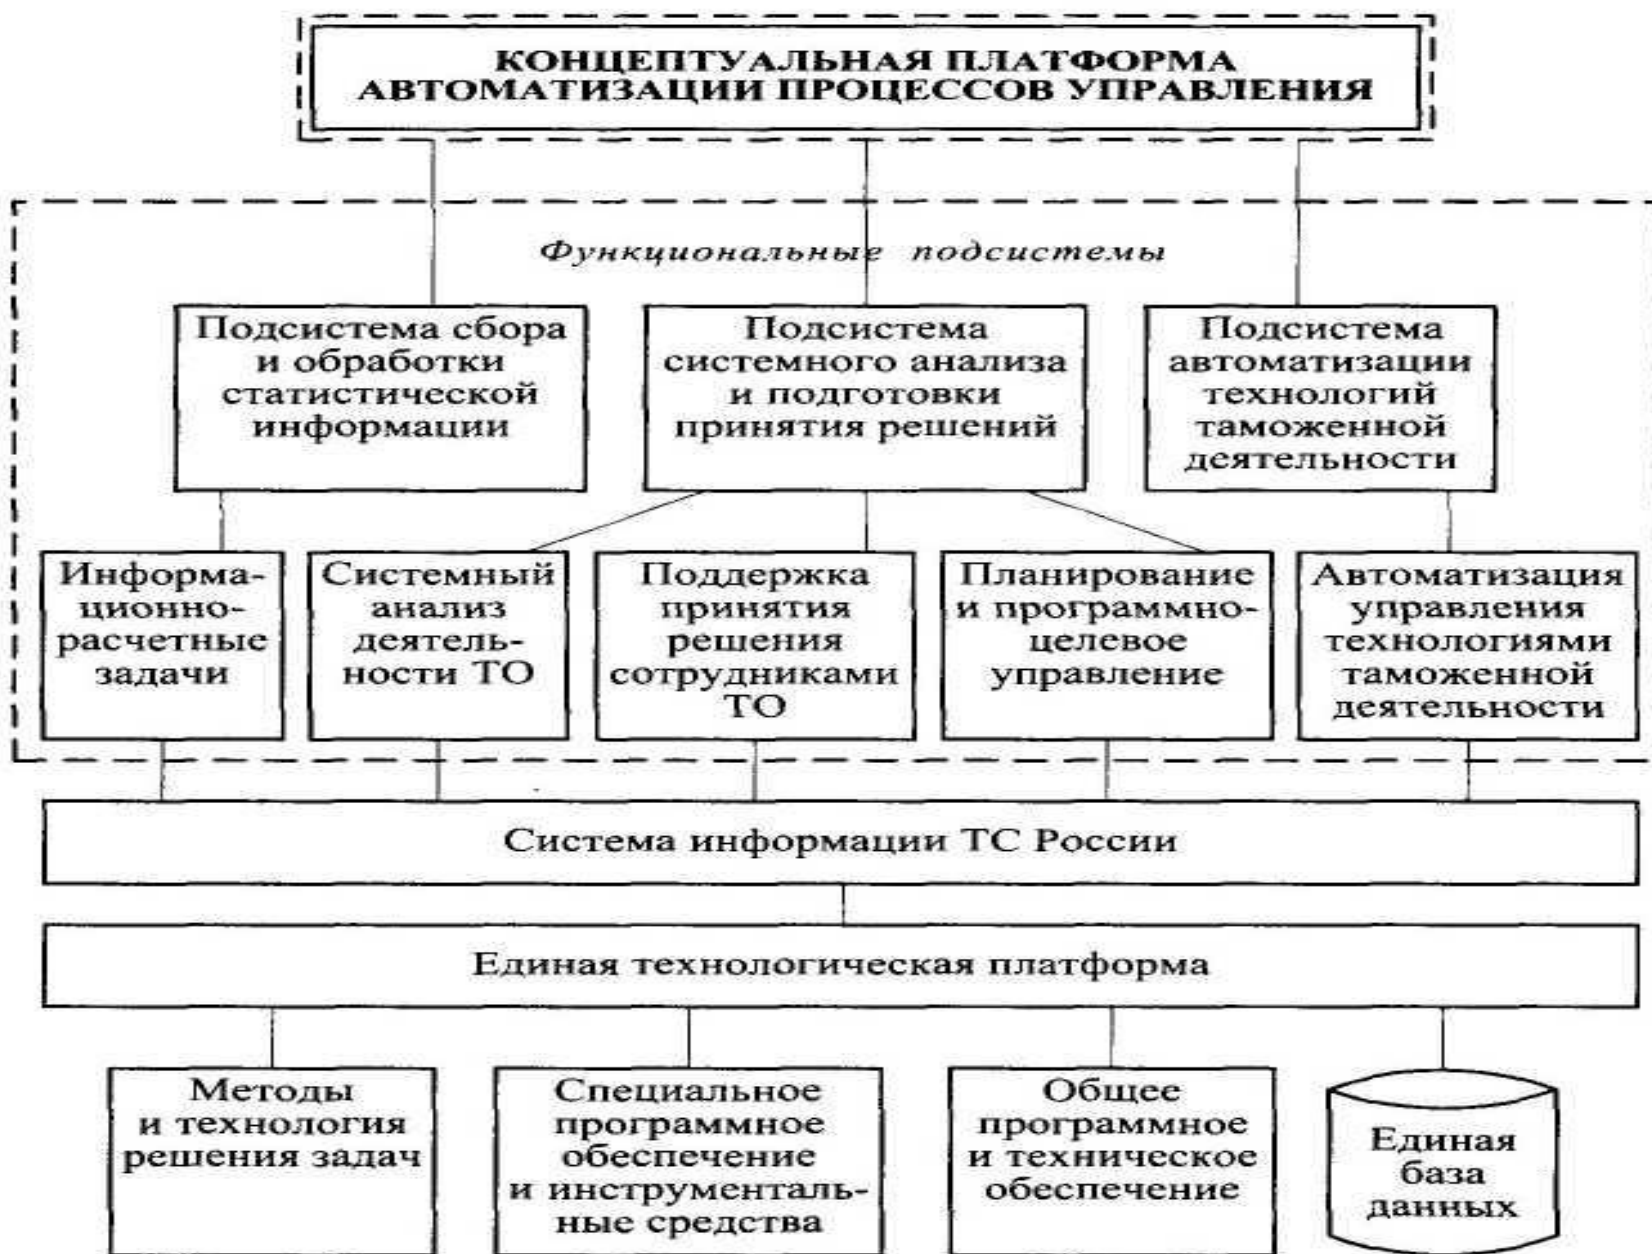 КОНЦЕПТУАЛЬНАЯ ПЛАТФОРМА
АВТОМАТИЗАЦИИ ПРОЦЕССОВ УПРАВЛЕНИЯ
Функциональные подсистемы
Подсистема сбора
и обработки
статистической
информации
Подсистема
системного анализа
и подготовки
принятия решений
Подсистема
автоматизации
технологий
таможенной
деятельности
Информа-
ционно-
расчетные
задачи
Системный
анализ
деятель-
ности ТО
Поддержка
принятия
решения
сотрудниками
ТО
Планирование
и программно-
целевое
управление
Автоматизация
управления
технологиями
таможенной
деятельности
Система информации ТС России
Единая технологическая платформа
Методы
и технология
решения задач
Специальное
программное
обеспечение
и инструменталь-
ные средства
Общее
программное
и техническое
обеспечение
Единая
база
данных